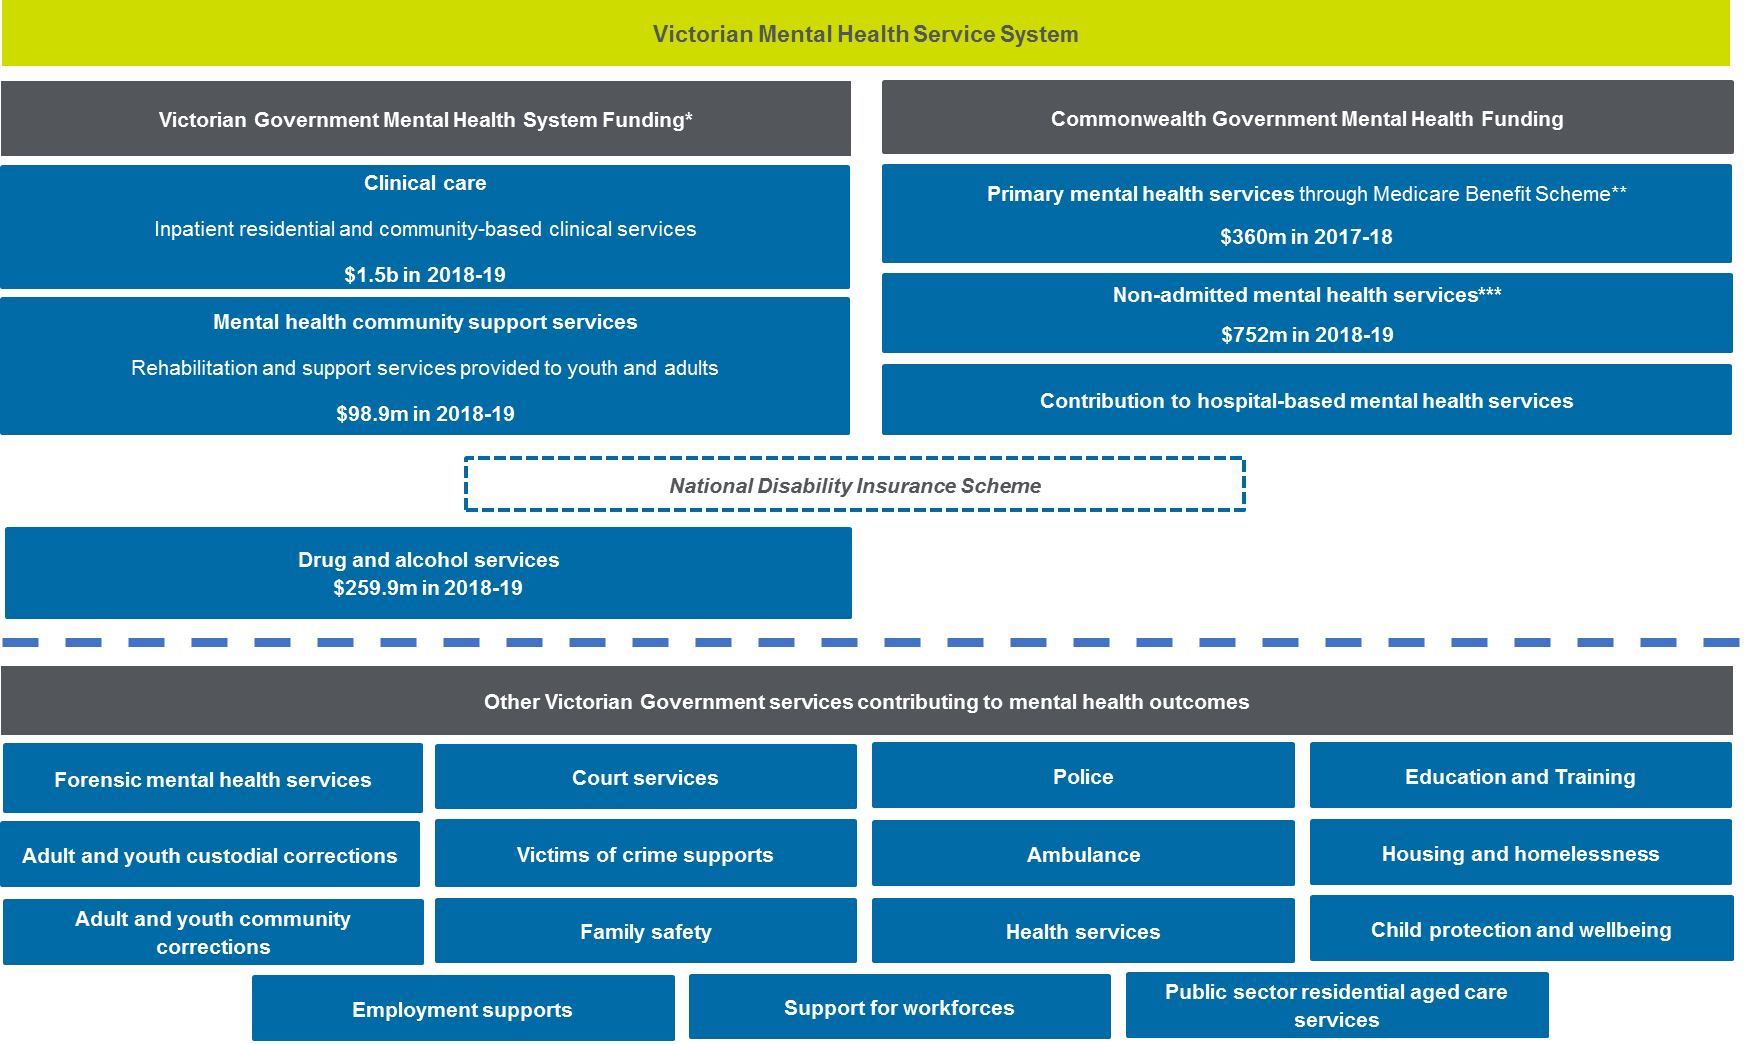 Victorian Mental Health Service System
Victorian Government Mental Health System Funding*
Clinical care
Inpatient residential and community-based clinical services
$1.5b in 2018-19
Mental health community support services
Rehabilitation and support services provided to youth and adults
$98.9m in 2018-19
Commonwealth Government Mental Health Funding
Primary mental health services through Medicare Benefit Scheme**
$360m in 2017-18
Non-admitted mental health services***
$752m in 2018-19
Contribution to hospital-based mental health services
National Disability Insurance Scheme
Drug and alcohol services
$259.9m in 2018-19
Other Victorian Government services contributing to mental health outcomes
Forensic mental health services
Court services
Police
Education and Training
Adult and youth custodial corrections
Victims of crime supports
Ambulance
Housing and homelessness
Adult and youth community
corrections
Family safety
Health services
Child protection and wellbeing
Employment supports
Support for workforces
Public sector residential aged care
services